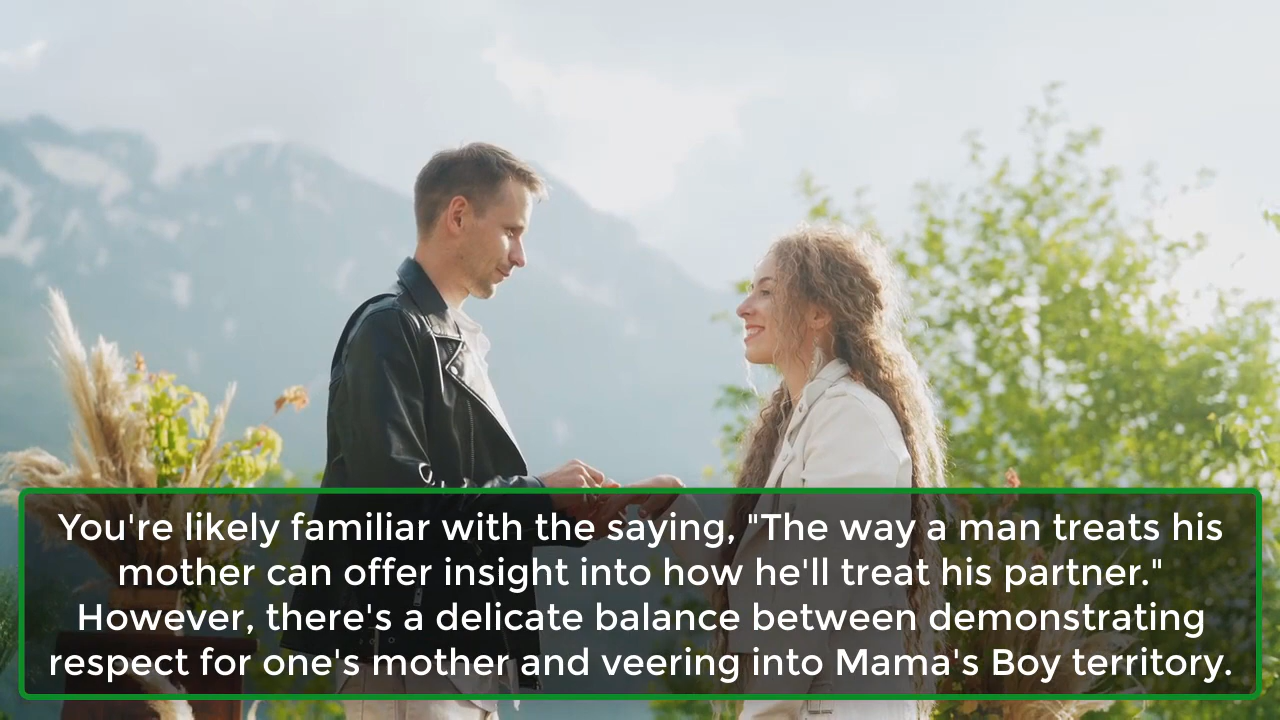 You're likely familiar with the saying, "The way a man treats his
mother can offer insight into how he'll treat his partner."
However, there's a delicate balance between demonstrating
respect for one's mother and veering into Mama's Boy territory.